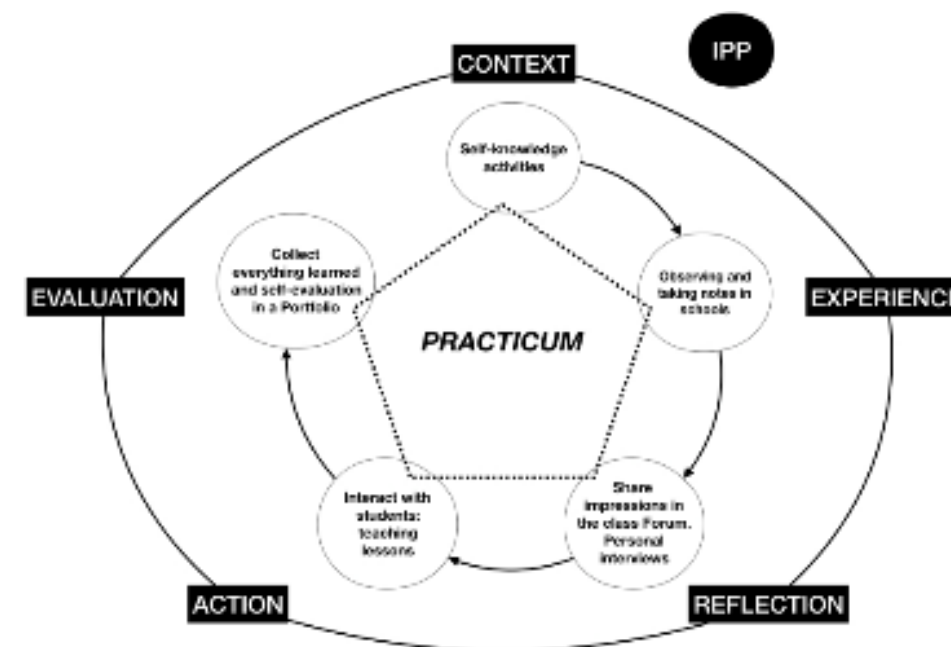 IPP
CONTEXT
Self-knowledge
activities
Collect
everything learned
and self-evaluation
in a Portfolio
Observing and
taking notes in
schools
EVALUATION
EXPERIENCE
PRACTICUM
Interact with
students:
teaching
lessons
Share
impressions in
the class Forum.
Personal
interviews
ACTION
REFLECTION